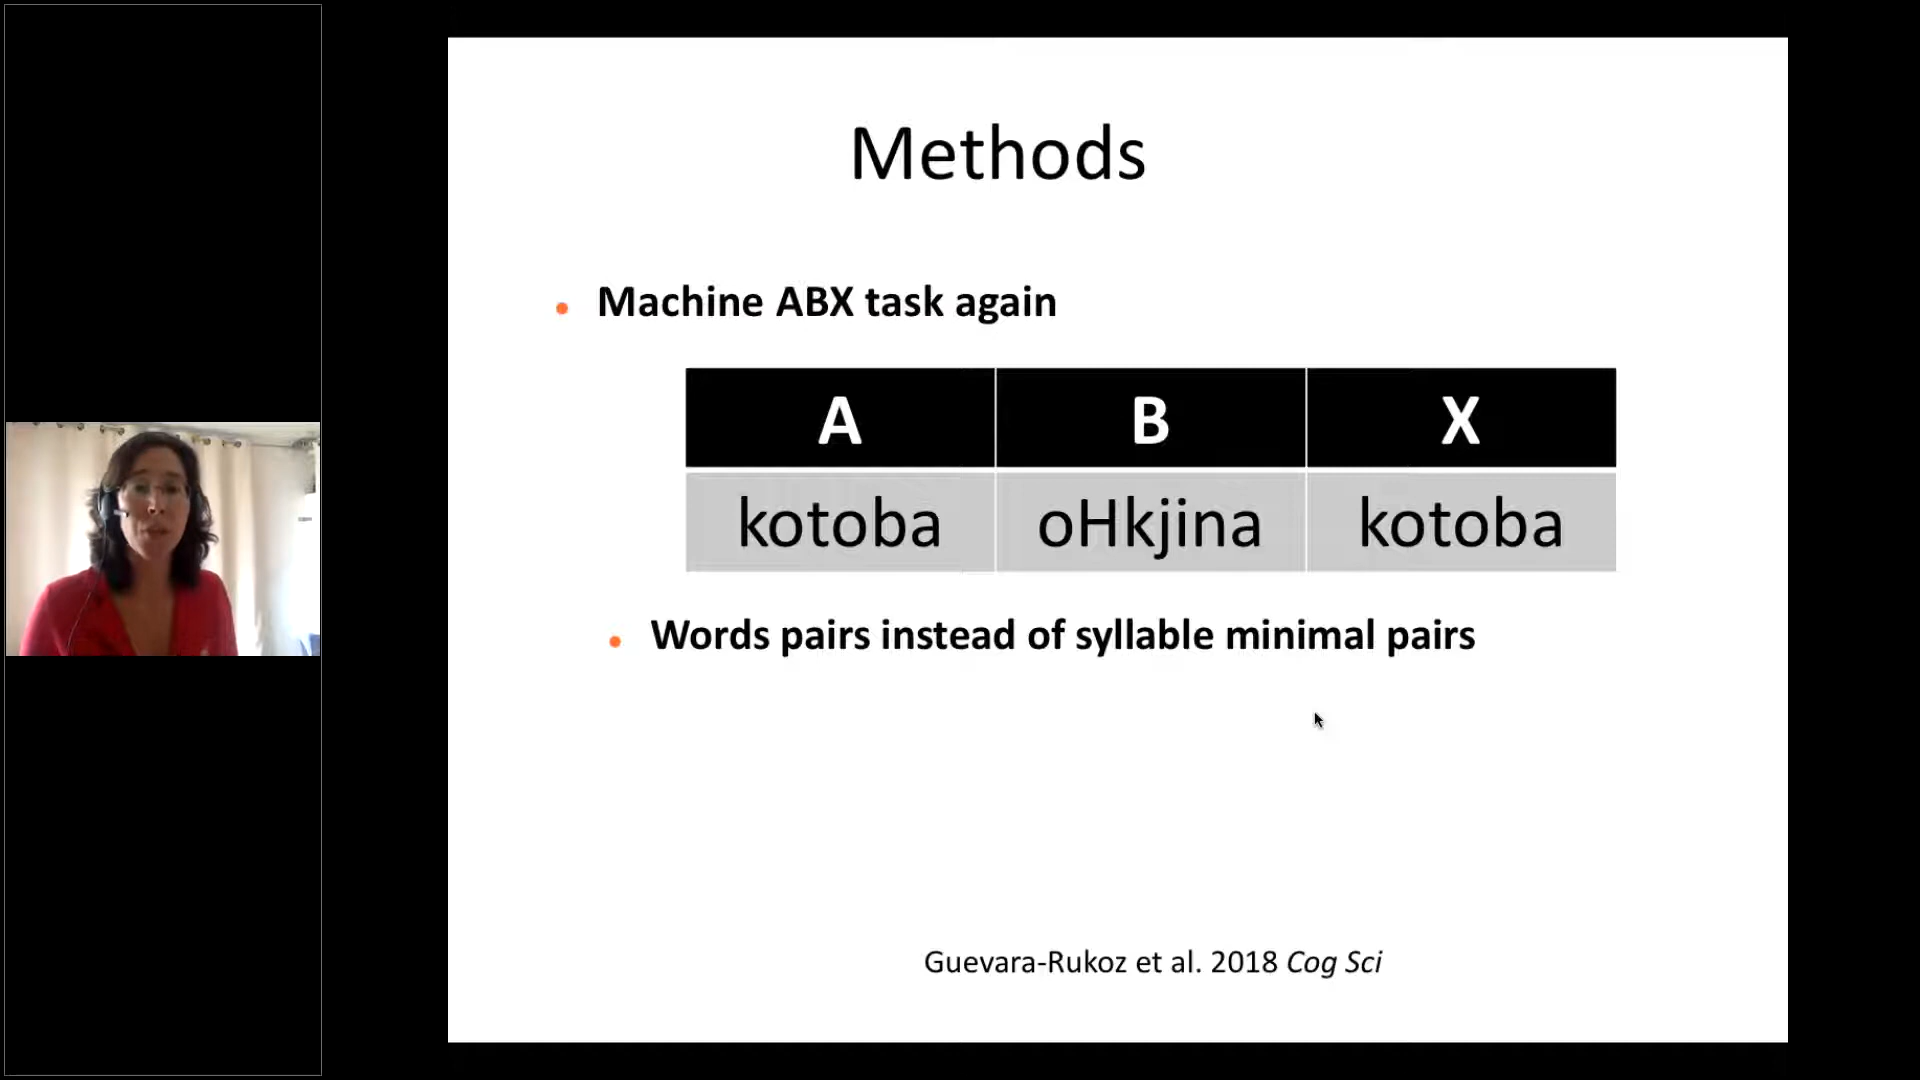 Methods
Machine ABX task again
A B X
kotoba oHkjina kotoba
Words pairs instead of syllable minimal pairs
Guevara-Rukoz et al. 2018 Cog Sci